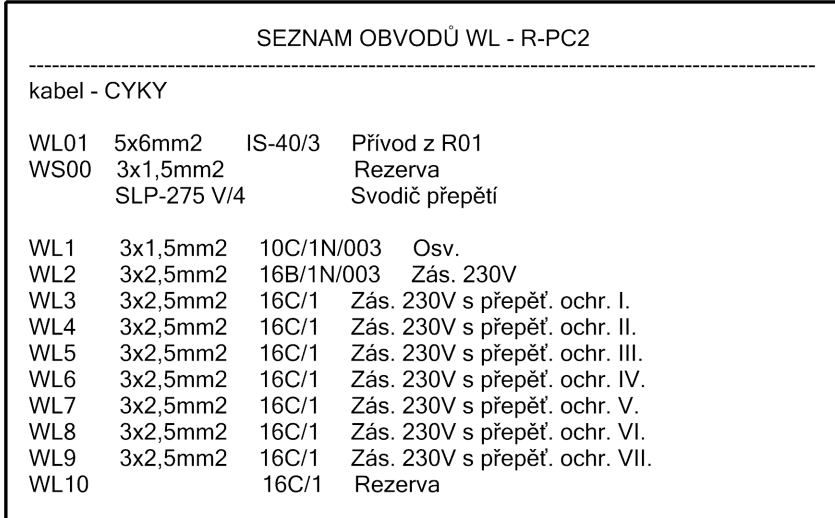 SEZNAM OBVODŮ WL - R-PC2
------------------------------------------------------------------------------------------------------
kabel - CYKY
WL01 5x6mm2 IS-40/3 Přívod z R01
WS00 3x1,5mm2 Rezerva
SLP-275 V/4 Svodič přepětí
WL1 3x1,5mm2 10C/1N/003 Osv.
WL2 3x2,5mm2 16B/1N/003 Zás. 230V
WL3 3x2,5mm2 16C/1 Zás. 230V s přepěť. ochr. I.
WL4 3x2,5mm2 16C/1 Zás. 230V s přepěť. ochr. II.
WL5 3x2,5mm2 16C/1 Zás. 230V s přepěť. ochr. III.
WL6 3x2,5mm2 16C/1 Zás. 230V s přepěť. ochr. IV.
WL7 3x2,5mm2 16C/1 Zás. 230V s přepěť. ochr. V.
WL8 3x2,5mm2 16C/1 Zás. 230V s přepěť. ochr. VI.
WL9 3x2,5mm2 16C/1 Zás. 230V s přepěť. ochr. VII.
WL10 16C/1 Rezerva